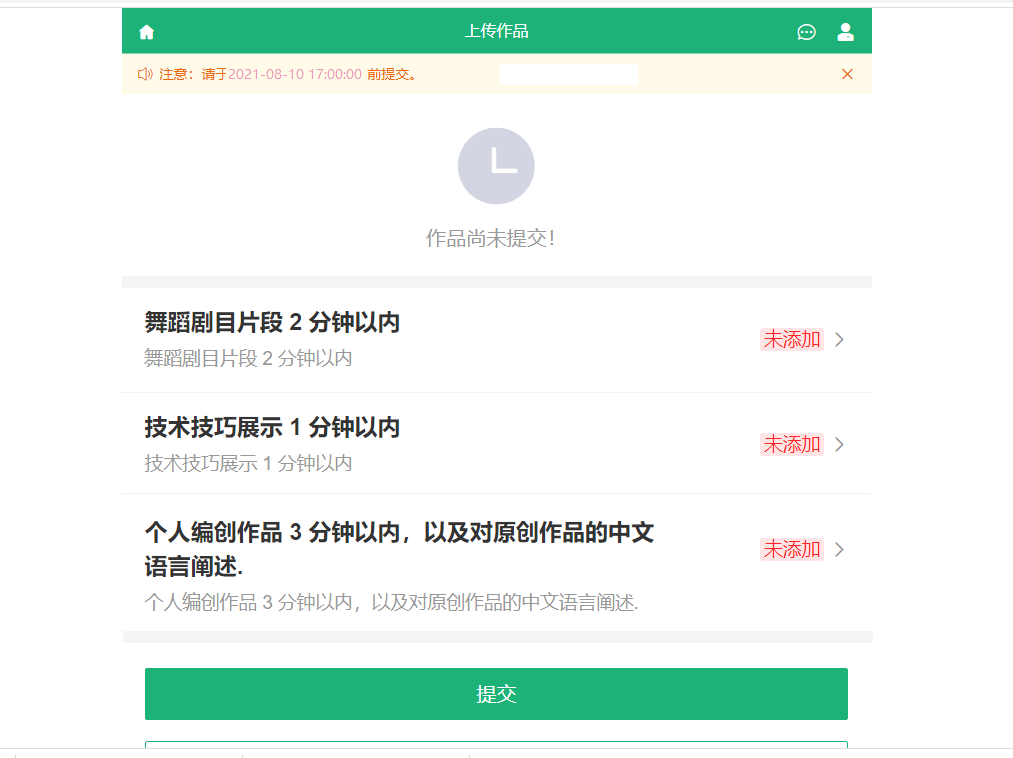 上传作品
注意：请于2021-08-10 17:00:00 前提交。
作品尚未提交！
舞蹈剧目片段 2 分钟以内
舞蹈剧目片段 2 分钟以内
未添加
技术技巧展示 1 分钟以内
技术技巧展示 1 分钟以内
未添加
个人编创作品 3 分钟以内，以及对原创作品的中文
语言阐述.
个人编创作品 3 分钟以内，以及对原创作品的中文语言阐述.
未添加
提交